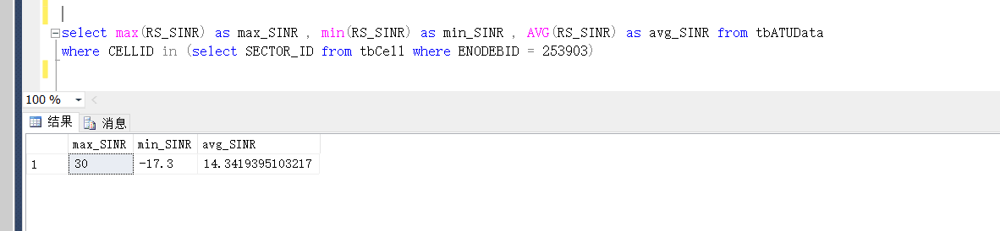 select max(RS_SINR) as max_SINR , min(RS_SINR) as min_SINR , AVG(RS_SINR) as avg_SINR from tbATUData
where CELLID in (select SECTOR_ID from tbCell where ENODEBID = 253903)
100 %
结果 消息
max_SINR min_SINR avg_SINR
1 30 -17.3 14.3419395103217